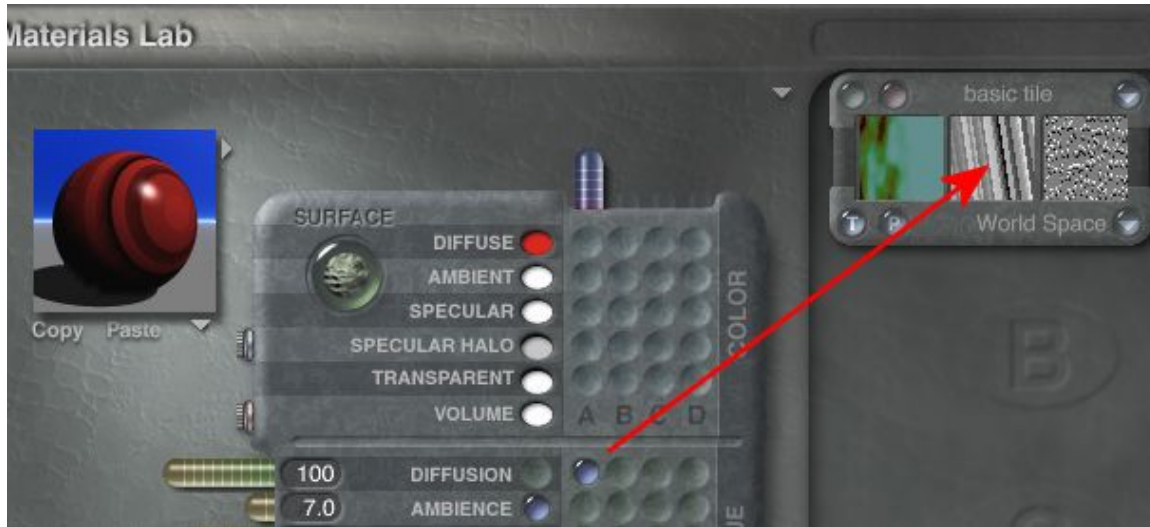 Materials Lab
basic tile
T P World Space
Copy Paste
SURFACE
DIFFUSE
AMBIENT
SPECULAR
SPECULAR HALO
TRANSPARENT
VOLUME
A B C D
COLOR
B
100 DIFFUSION
7.0 AMBIENCE